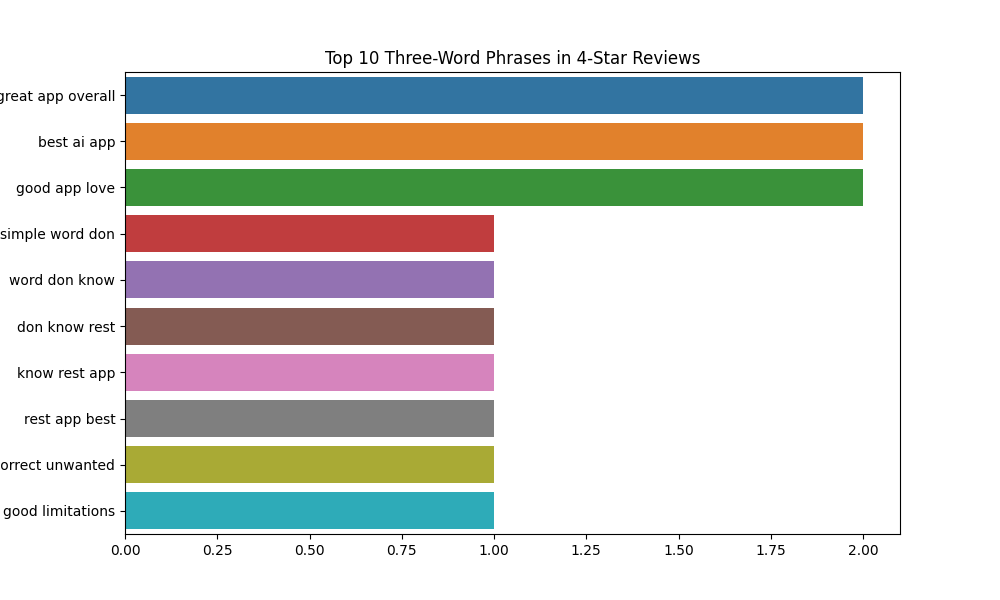 Top 10 Three-Word Phrases in 4-Star Reviews
great app overall
best ai app
good app love
simple word don
word don know
don know rest
know rest app
rest app best
orrect unwanted
good limitations
0.00 0.25 0.50 0.75 1.00 1.25 1.50 1.75 2.00